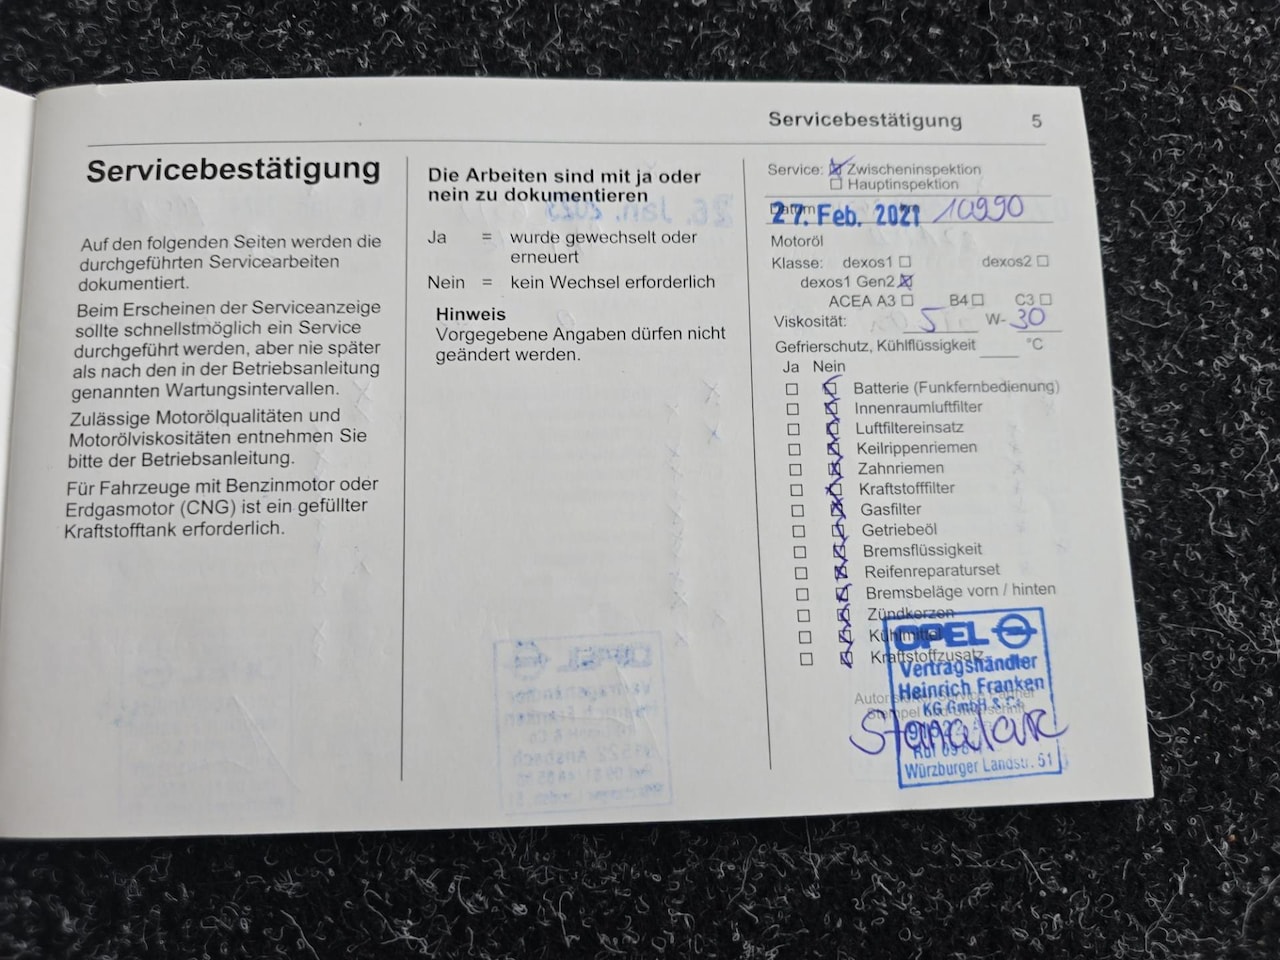 Servicebestätigung 5
Servicebestätigung
Auf den folgenden Seiten werden die
durchgeführten Servicearbeiten
dokumentiert.
Beim Erscheinen der Serviceanzeige
sollte schnellstmöglich ein Service
durchgeführt werden, aber nie später
als nach den in der Betriebsanleitung
genannten Wartungsintervallen.
Zulässige Motorölqualitäten und
Motorölviskositäten entnehmen Sie
bitte der Betriebsanleitung.
Für Fahrzeuge mit Benzinmotor oder
Erdgasmotor (CNG) ist ein gefüllter
Kraftstofftank erforderlich.
Die Arbeiten sind mit ja oder
nein zu dokumentieren
Ja = wurde gewechselt oder
erneuert
Nein = kein Wechsel erforderlich
Hinweis
Vorgegebene Angaben dürfen nicht
geändert werden.
Service: Zwischeninspektion
Hauptinspektion
Datum
27. Feb. 2021 10990
Motoröl
Klasse: dexos1 dexos2
dexos1 Gen2
ACEA A3 B4 C3
Viskosität: 5 W- 30
Gefrierschutz, Kühlflüssigkeit °C
Ja Nein
Batterie (Funkfernbedienung)
Innenraumluftfilter
Luftfiltereinsatz
Keilrippenriemen
Zahnriemen
Kraftstofffilter
Gasfilter
Getriebeöl
Bremsflüssigkeit
Reifenreparaturset
Bremsbeläge vorn / hinten
Zündkerzen
Kühlmittel
Kraftstoffzusatz
OPEL
Vertragshändler
Heinrich Franken
KG GmbH & Co
Würzburger Landstr. 51